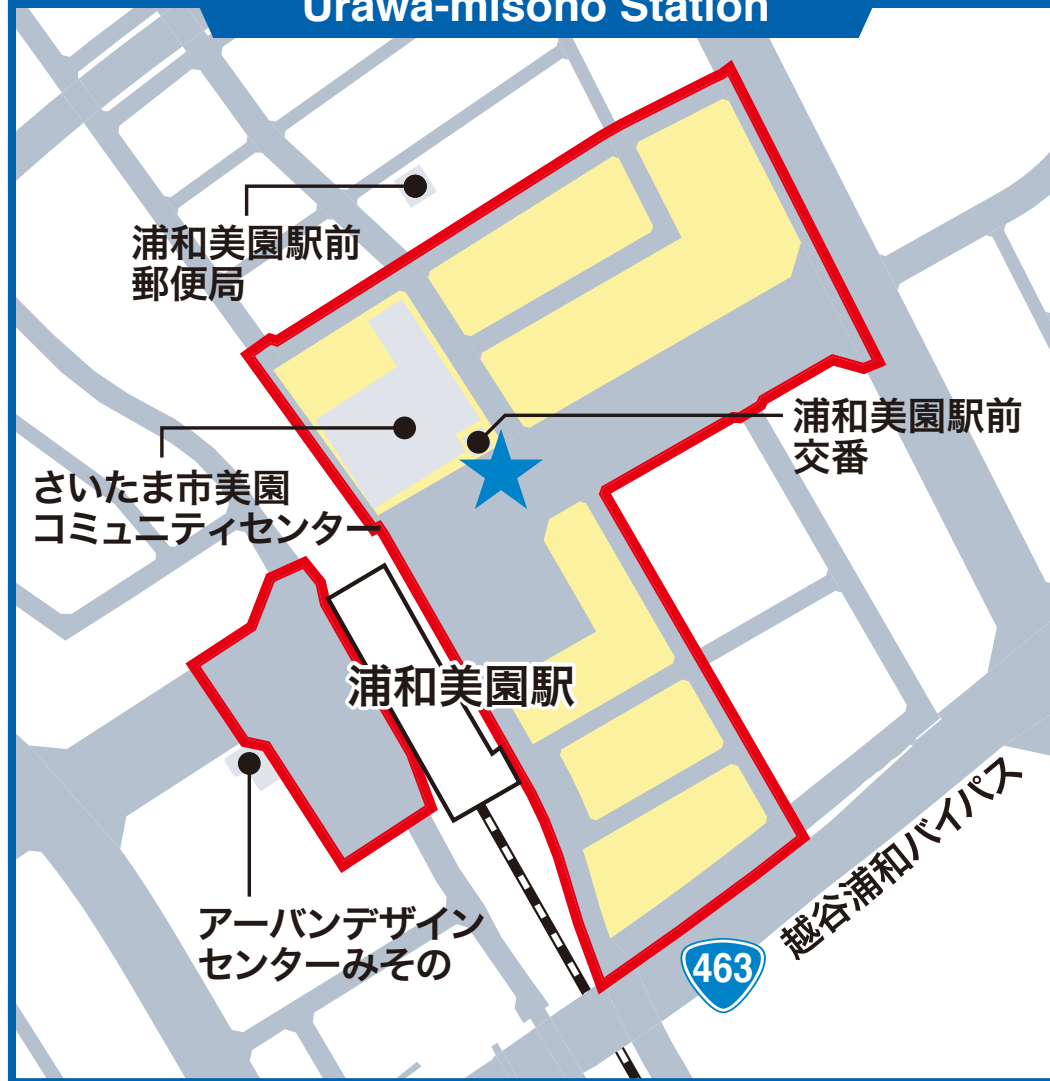 Urawa-misono Station
浦和美園駅前
郵便局
浦和美園駅前
交番
さいたま市美園
コミュニティセンター
浦和美園駅
アーバンデザイン
センターみその
越谷浦和バイパス
463